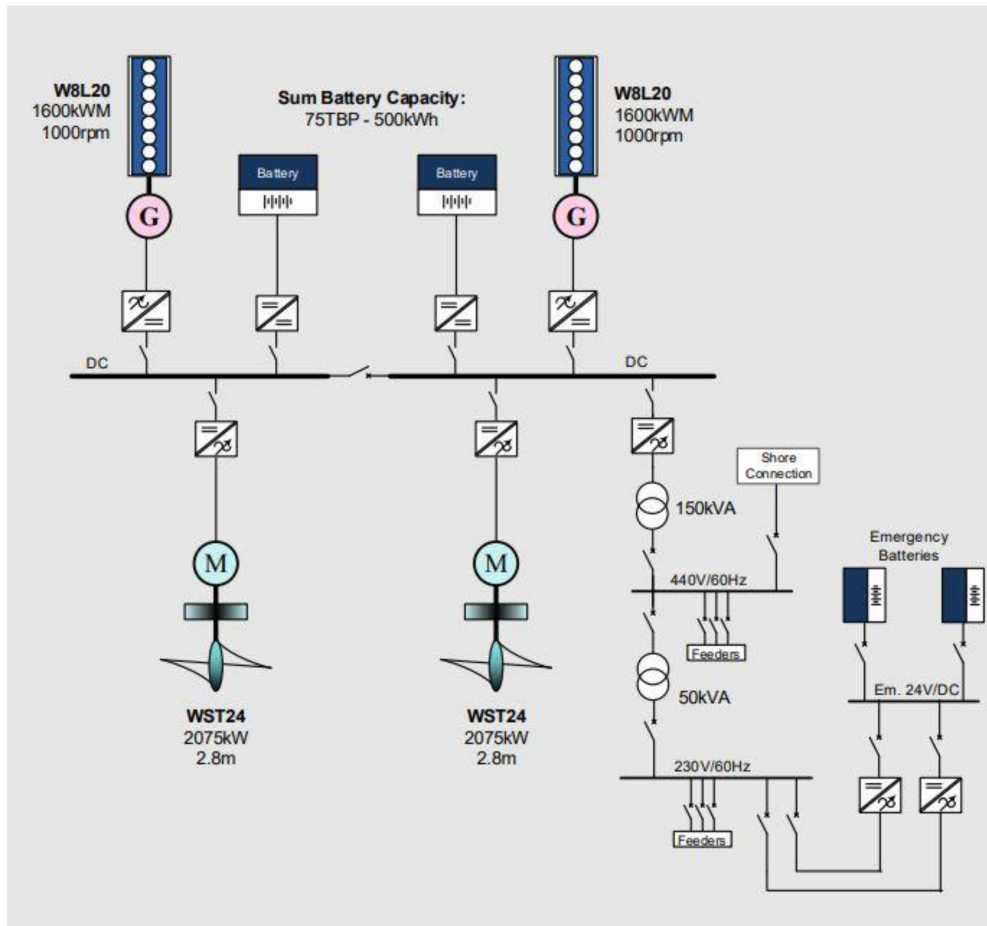 W8L20
1600kWM
1000rpm
Sum Battery Capacity:
75TBP - 500kWh
W8L20
1600kWM
1000rpm
Battery
Battery
G
G
DC
DC
Shore
Connection
150kVA
M
M
Emergency
Batteries
440V/60Hz
Feeders
50kVA
Em. 24V/DC
WST24
2075kW
2.8m
WST24
2075kW
2.8m
230V/60Hz
Feeders